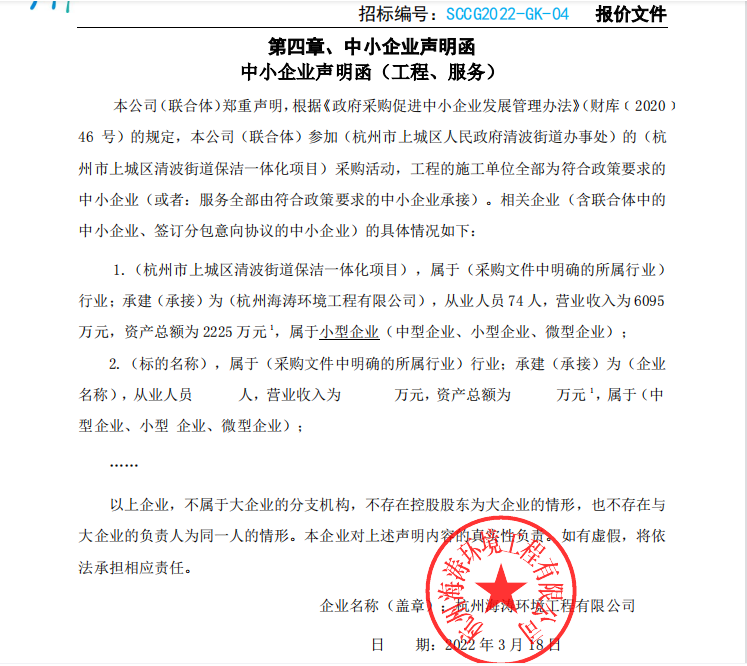 招标编号：SCCG2022-GK-04 报价文件
第四章、中小企业声明函
中小企业声明函（工程、服务）
本公司（联合体）郑重声明，根据《政府采购促进中小企业发展管理办法》（财库﹝2020﹞
46 号）的规定，本公司（联合体）参加（杭州市上城区人民政府清波街道办事处）的（杭
州市上城区清波街道保洁一体化项目）采购活动，工程的施工单位全部为符合政策要求的
中小企业（或者：服务全部由符合政策要求的中小企业承接）。相关企业（含联合体中的
中小企业、签订分包意向协议的中小企业）的具体情况如下：
1.（杭州市上城区清波街道保洁一体化项目），属于（采购文件中明确的所属行业）
行业；承建（承接）为（杭州海涛环境工程有限公司），从业人员 74 人，营业收入为 6095
万元，资产总额为 2225 万元¹，属于小型企业（中型企业、小型企业、微型企业）；
2.（标的名称），属于（采购文件中明确的所属行业）行业；承建（承接）为（企业
名称），从业人员 人，营业收入为 万元，资产总额为 万元¹，属于（中
型企业、小型 企业、微型企业）；
……
以上企业，不属于大企业的分支机构，不存在控股股东为大企业的情形，也不存在与
大企业的负责人为同一人的情形。本企业对上述声明内容的真实性负责。如有虚假，将依
法承担相应责任。
企业名称（盖章）：杭州海涛环境工程有限公司
日 期：2022 年 3 月 18 日
杭州海涛环境工程有限公司